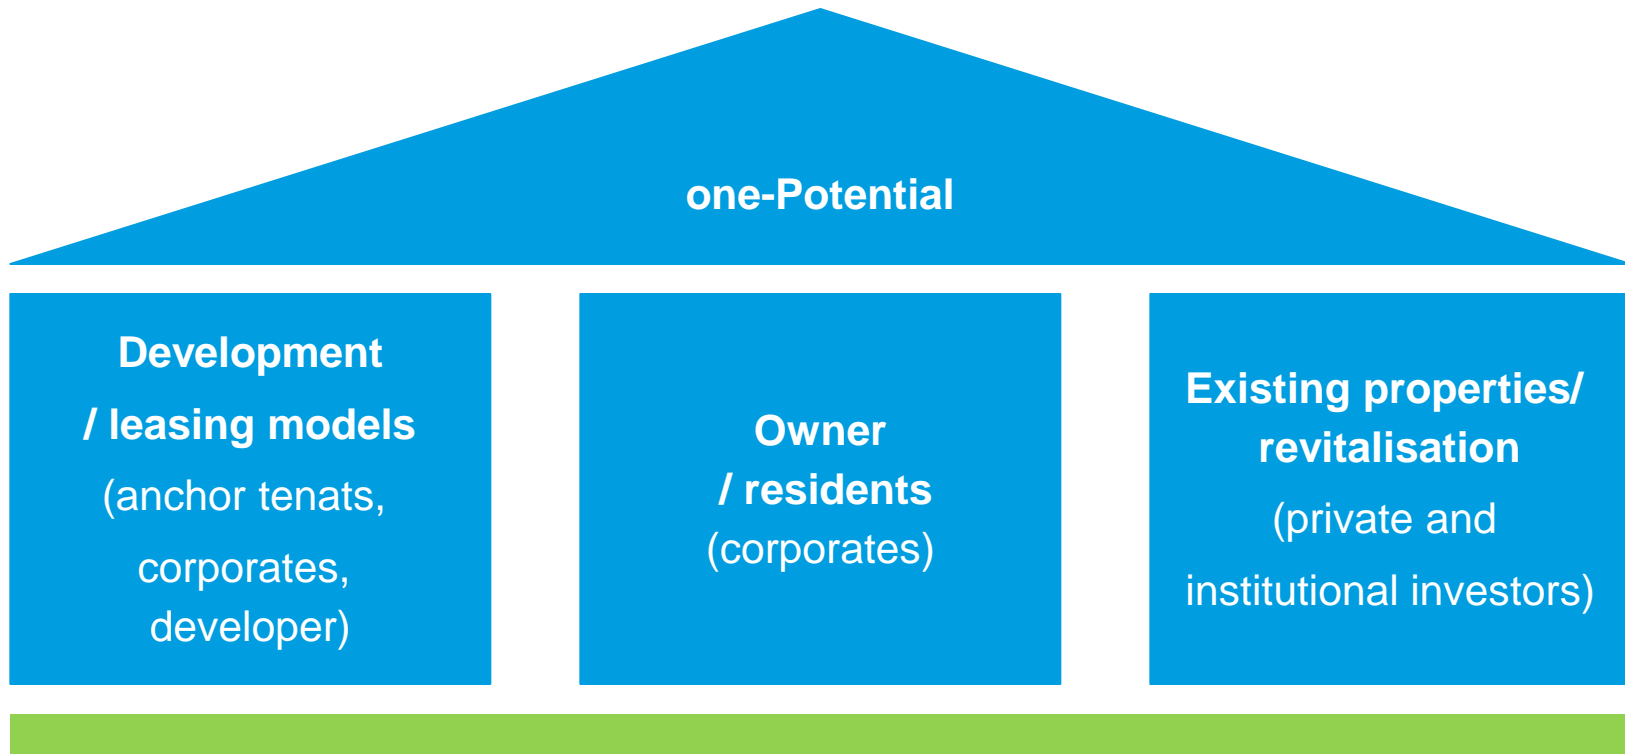 one-Potential
Development
/ leasing models
(anchor tenats,
corporates,
developer)
Owner
/ residents
(corporates)
Existing properties/
revitalisation
(private and
institutional investors)